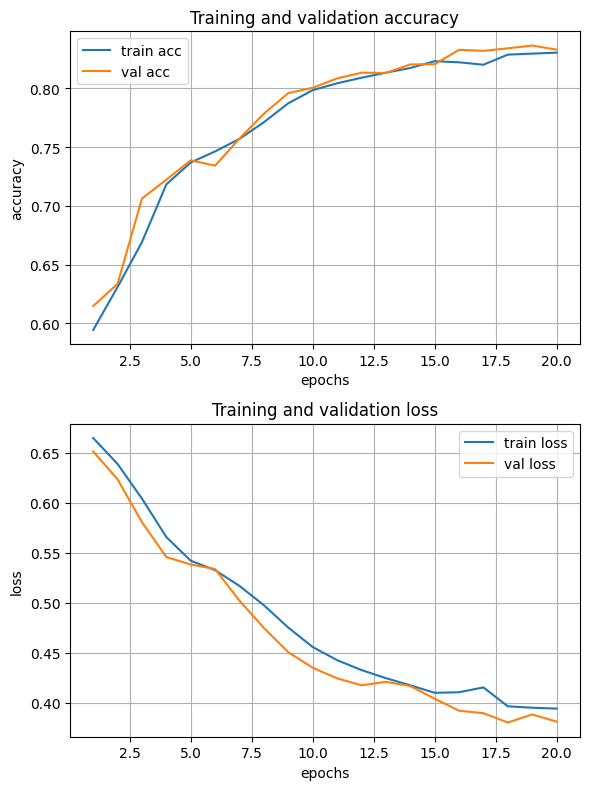 Training and validation accuracy
train acc
val acc
0.80
0.75
0.70
0.65
0.60
accuracy
2.5 5.0 7.5 10.0 12.5 15.0 17.5 20.0
epochs
Training and validation loss
train loss
val loss
0.65
0.60
0.55
0.50
0.45
0.40
loss
2.5 5.0 7.5 10.0 12.5 15.0 17.5 20.0
epochs